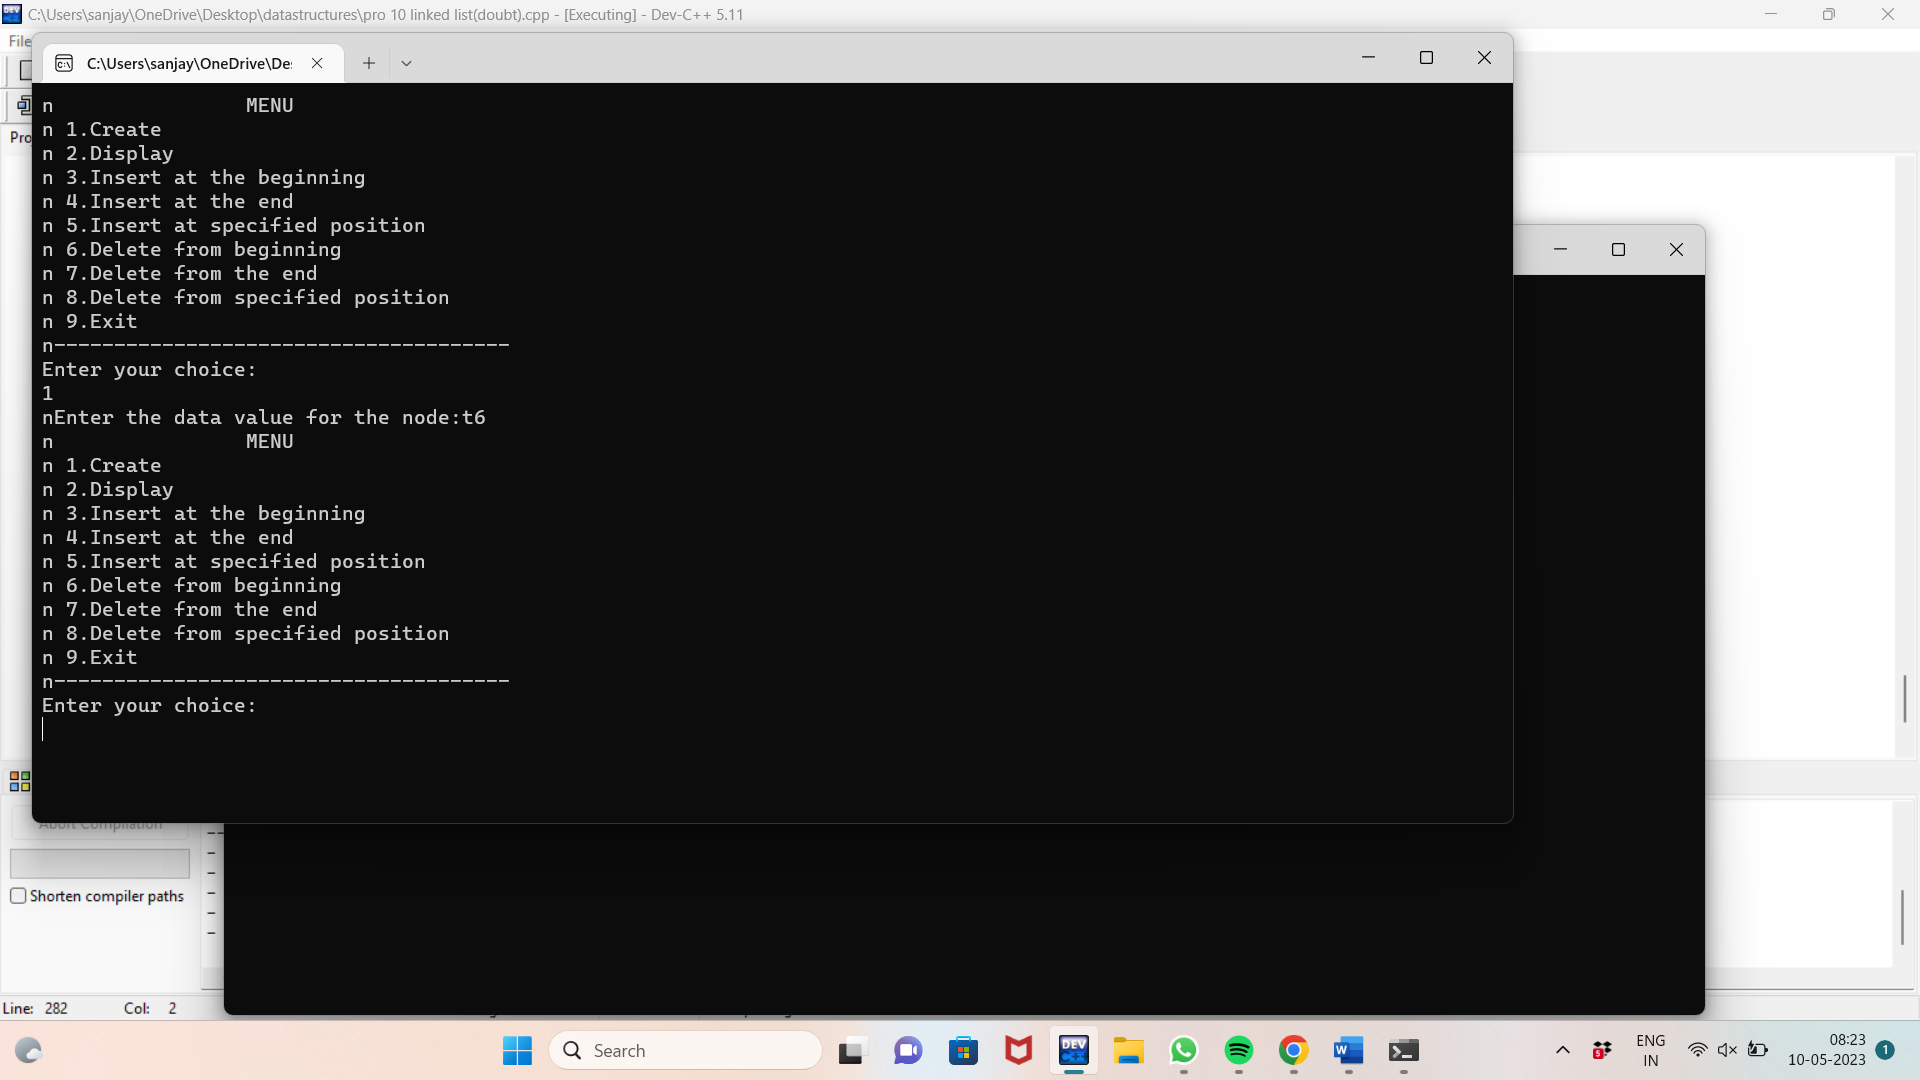 C:\Users\sanjay\OneDrive\Desktop\datastructures\pro 10 linked list(doubt).cpp - [Executing] - Dev-C++ 5.11
File
C:\Users\sanjay\OneDrive\De:
n                MENU
n 1.Create
n 2.Display
n 3.Insert at the beginning
n 4.Insert at the end
n 5.Insert at specified position
n 6.Delete from beginning
n 7.Delete from the end
n 8.Delete from specified position
n 9.Exit
n--------------------------------------
Enter your choice:
1
nEnter the data value for the node:t6
n                MENU
n 1.Create
n 2.Display
n 3.Insert at the beginning
n 4.Insert at the end
n 5.Insert at specified position
n 6.Delete from beginning
n 7.Delete from the end
n 8.Delete from specified position
n 9.Exit
n--------------------------------------
Enter your choice:
Abort Compilation
Shorten compiler paths
Line: 282 Col: 2
Search
DEV C++
W
5
ENG
IN
08:23
10-05-2023
1